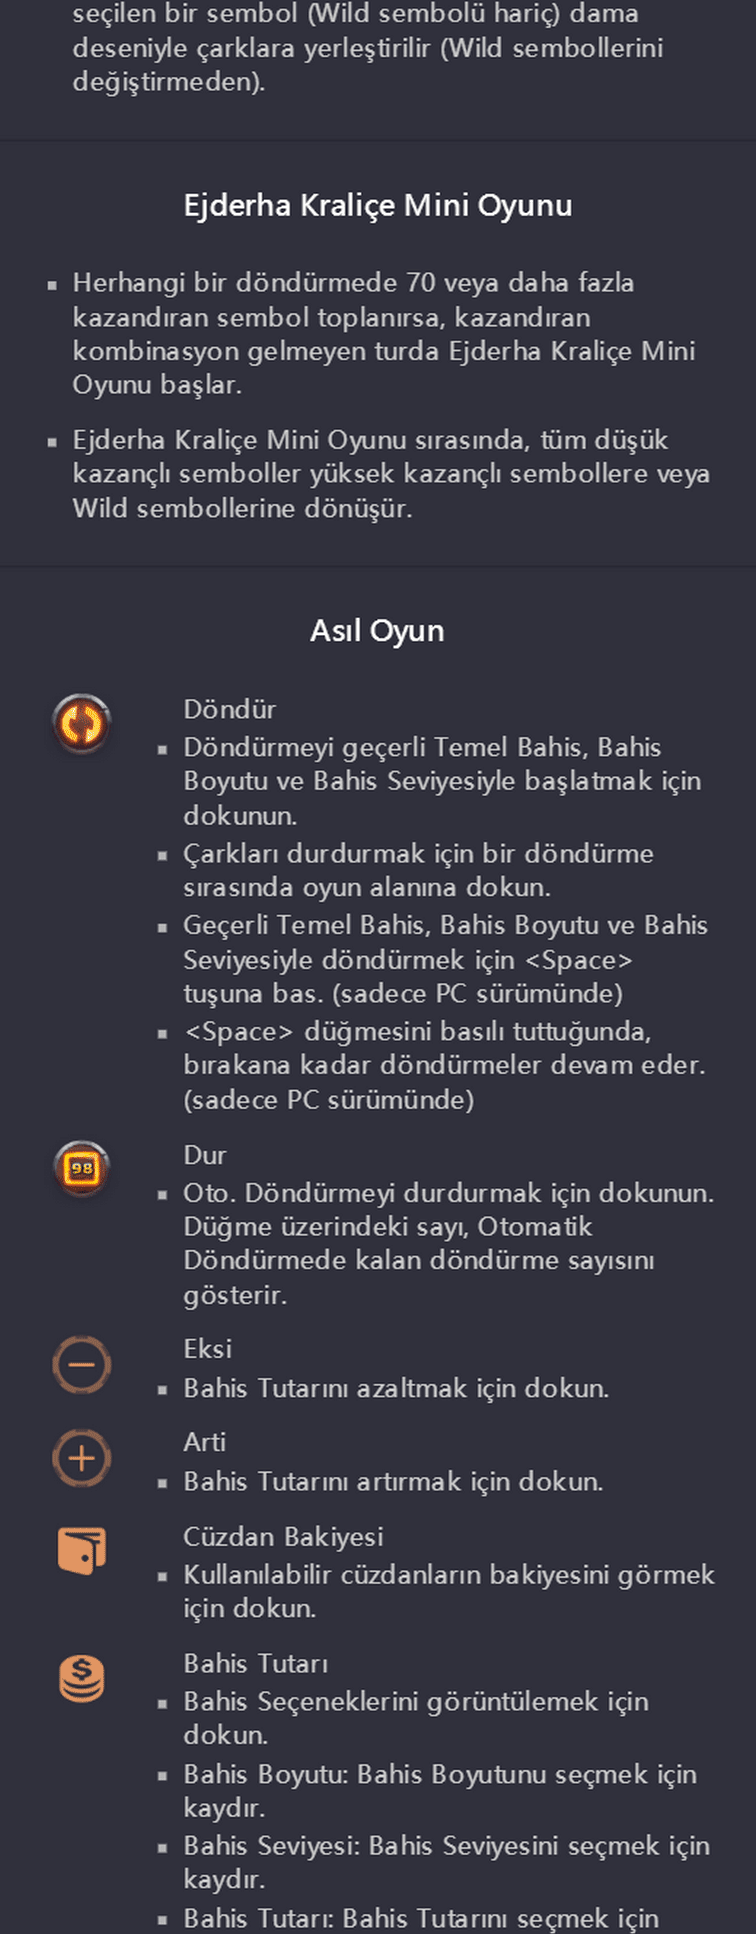 seçilen bir sembol (Wild sembolü hariç) dama
deseniyle çarklara yerleştirilir (Wild sembollerini
değiştirmeden).
Ejderha Kraliçe Mini Oyunu
▪ Herhangi bir döndürmede 70 veya daha fazla
kazandıran sembol toplanırsa, kazandıran
kombinasyon gelmeyen turda Ejderha Kraliçe Mini
Oyunu başlar.
▪ Ejderha Kraliçe Mini Oyunu sırasında, tüm düşük
kazançlı semboller yüksek kazançlı sembollere veya
Wild sembollerine dönüşür.
Asıl Oyun
Döndür
▪ Döndürmeyi geçerli Temel Bahis, Bahis
Boyutu ve Bahis Seviyesiyle başlatmak için
dokunun.
▪ Çarkları durdurmak için bir döndürme
sırasında oyun alanına dokun.
▪ Geçerli Temel Bahis, Bahis Boyutu ve Bahis
Seviyesiyle döndürmek için <Space>
tuşuna bas. (sadece PC sürümünde)
▪ <Space> düğmesini basılı tuttuğunda,
bırakana kadar döndürmeler devam eder.
(sadece PC sürümünde)
98
Dur
▪ Oto. Döndürmeyi durdurmak için dokunun.
Düğme üzerindeki sayı, Otomatik
Döndürmede kalan döndürme sayısını
gösterir.
Eksi
▪ Bahis Tutarını azaltmak için dokun.
Arti
▪ Bahis Tutarını artırmak için dokun.
Cüzdan Bakiyesi
▪ Kullanılabilir cüzdanların bakiyesini görmek
için dokun.
$
Bahis Tutarı
▪ Bahis Seçeneklerini görüntülemek için
dokun.
▪ Bahis Boyutu: Bahis Boyutunu seçmek için
kaydır.
▪ Bahis Seviyesi: Bahis Seviyesini seçmek için
kaydır.
▪ Bahis Tutarı: Bahis Tutarını seçmek için